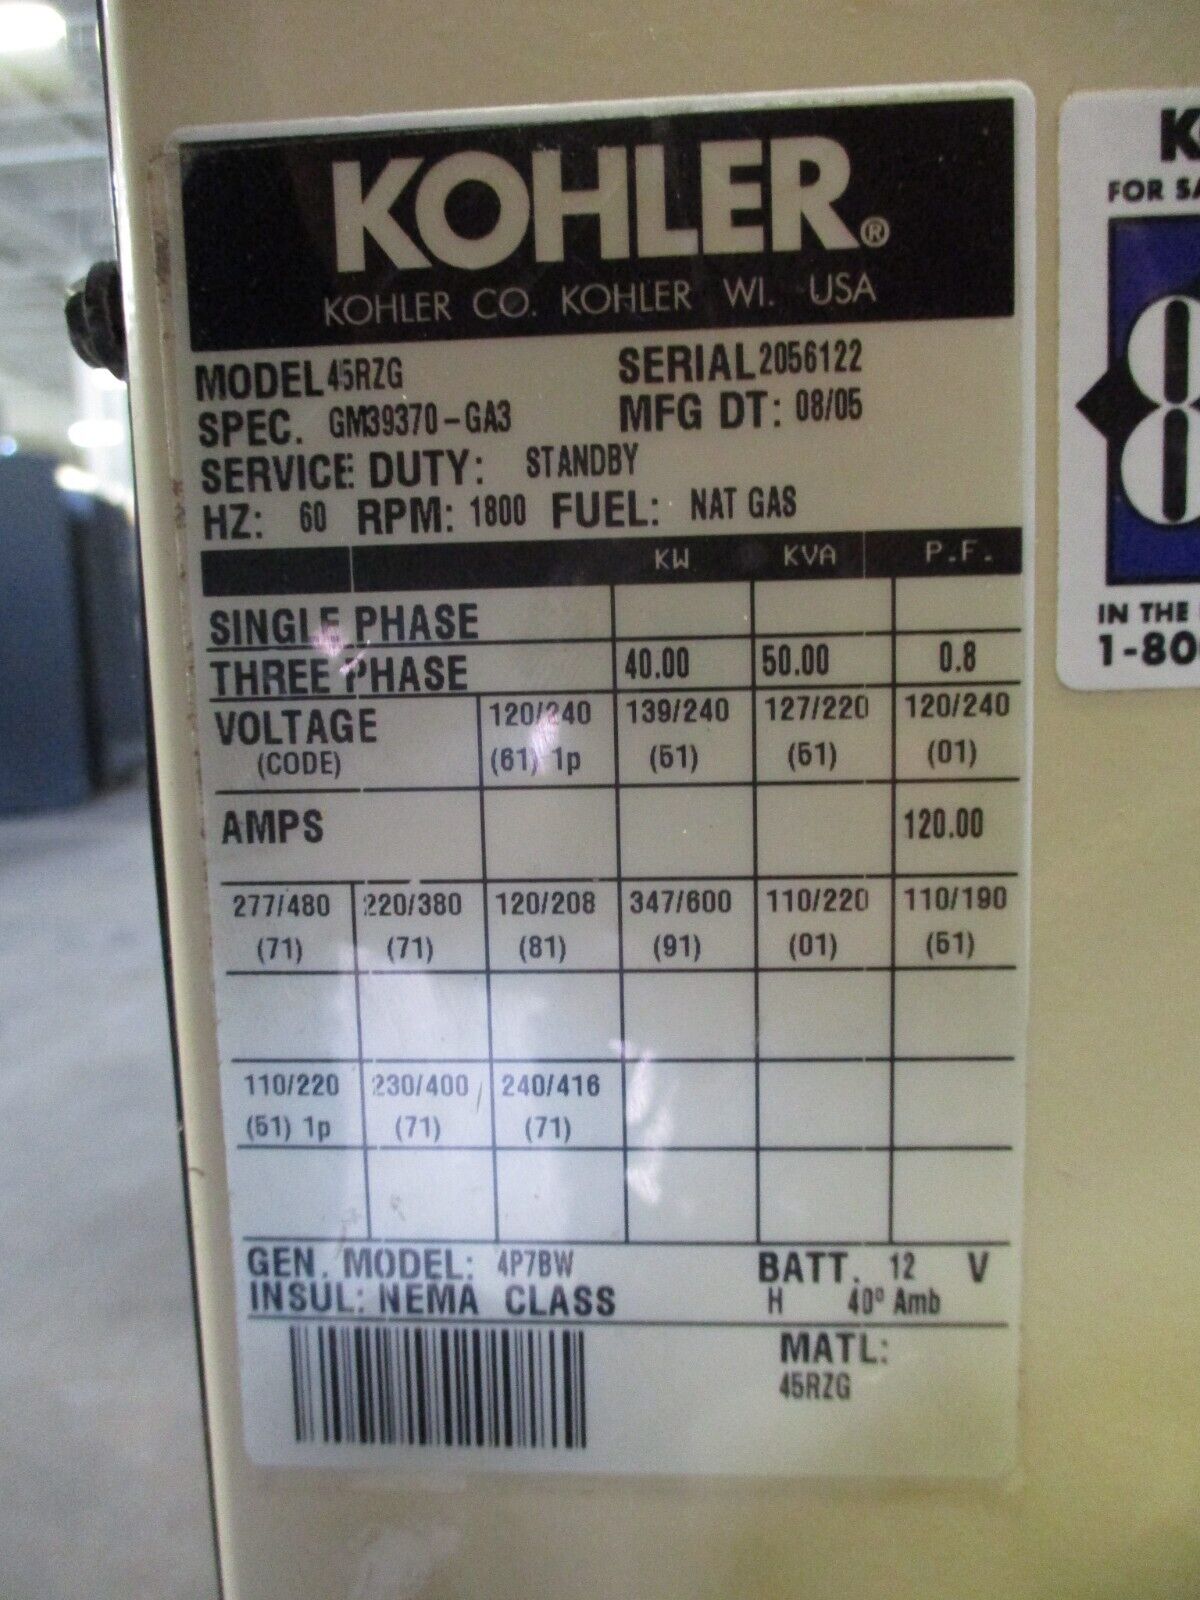 KOHLER®
KOHLER CO. KOHLER WI. USA
MODEL 45RZG SERIAL 2056122
SPEC. GM39370-GA3 MFG DT: 08/05
SERVICE DUTY: STANDBY
HZ: 60 RPM: 1800 FUEL: NAT GAS
KW KVA P.F.
SINGLE PHASE
THREE PHASE 40.00 50.00 0.8
VOLTAGE 120/240 139/240 127/220 120/240
(CODE) (61) 1p (51) (61) (01)
AMPS 120.00
277/480 220/380 120/208 347/600 110/220 110/190
(71) (71) (81) (91) (01) (61)
110/220 230/400 240/416
(51) 1p (71) (71)
GEN. MODEL: 4P7BW BATT. 12 V
INSUL: NEMA CLASS H 40° Amb
MATL:
45RZG
K
FOR
8
IN THE
1-80